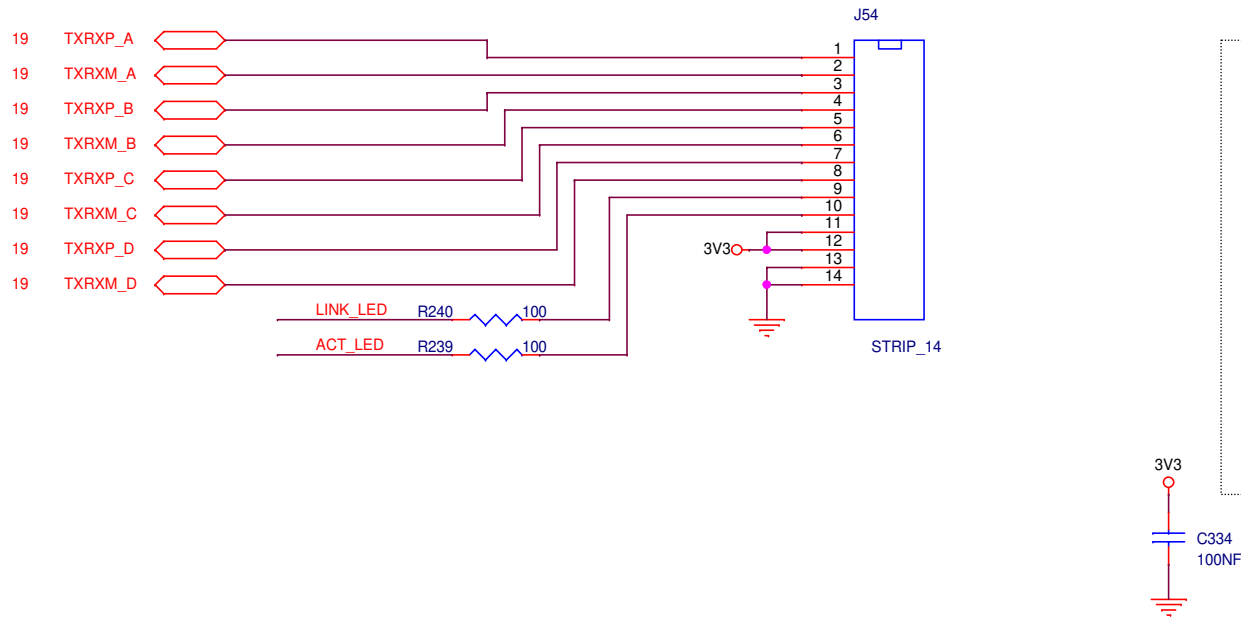 J54
19 TXRXP_A
1
19 TXRXM_A
2
3
19 TXRXP_B
4
5
19 TXRXM_B
6
7
19 TXRXP_C
8
9
19 TXRXM_C
10
11
19 TXRXP_D
3V3
12
13
19 TXRXM_D
14
LINK_LED R240 100
ACT_LED R239 100
STRIP_14
3V3
C334
100NF